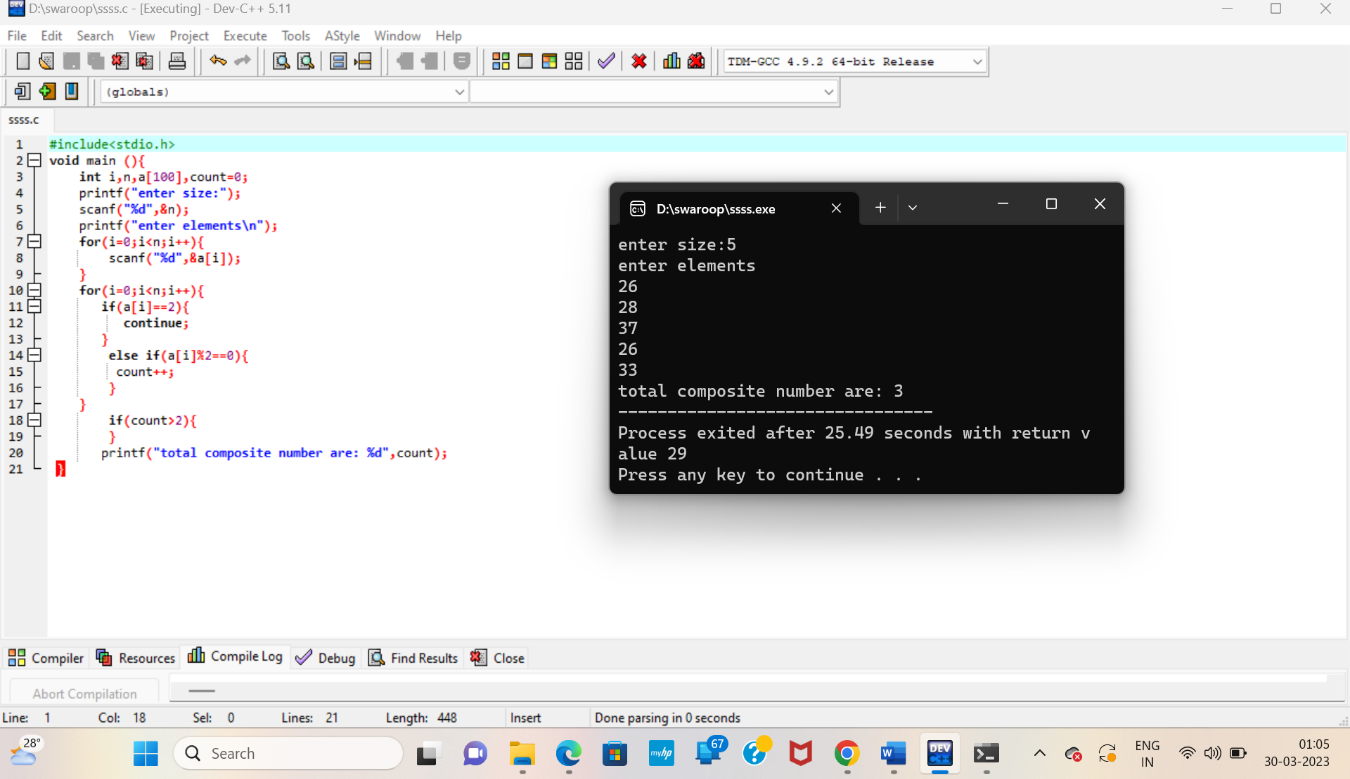 D:\swaroop\ssss.c - [Executing] - Dev-C++ 5.11
File Edit Search View Project Execute Tools AStyle Window Help
TDM-GCC 4.9.2 64-bit Release
(globals)
ssss.c
1 #include<stdio.h>
2 void main (){
3 int i,n,a[100],count=0;
4 printf("enter size:");
5 scanf("%d",&n);
6 printf("enter elements\n");
7 for(i=0;i<n;i++){
8 scanf("%d",&a[i]);
9 }
10 for(i=0;i<n;i++){
11 if(a[i]==2){
12 continue;
13 }
14 else if(a[i]%2==0){
15 count++;
16 }
17 }
18 if(count>2){
19 }
20 printf("total composite number are: %d",count);
21 }
D:\swaroop\ssss.exe
enter size:5
enter elements
26
28
37
26
33
total composite number are: 3
--------------------------------
Process exited after 25.49 seconds with return v
alue 29
Press any key to continue . . .
Compiler Resources Compile Log Debug Find Results Close
Abort Compilation
Line: 1 Col: 18 Sel: 0 Lines: 21 Length: 448 Insert Done parsing in 0 seconds
28° Search myhp 67 ? W DEV C++ ENG 01:05
IN 30-03-2023